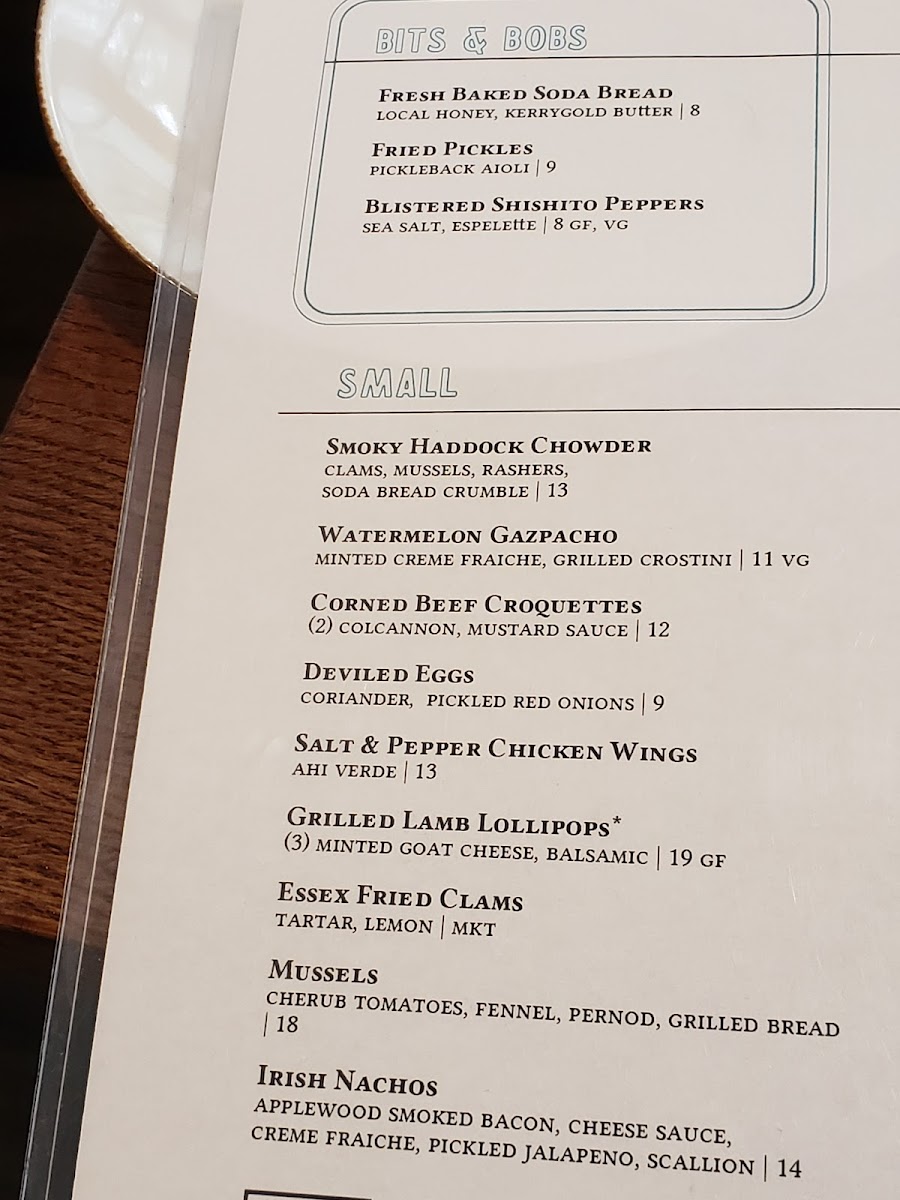 BITS & BOBS
FRESH BAKED SODA BREAD
LOCAL HONEY, KERRYGOLD BUTTER | 8
FRIED PICKLES
PICKLEBACK AIOLI | 9
BLISTERED SHISHITO PEPPERS
SEA SALT, ESPELETTE | 8 GF, VG
SMALL
SMOKY HADDOCK CHOWDER
CLAMS, MUSSELS, RASHERS,
SODA BREAD CRUMBLE | 13
WATERMELON GAZPACHO
MINTED CREME FRAICHE, GRILLED CROSTINI | 11 VG
CORNED BEEF CROQUETTES
(2) COLCANNON, MUSTARD SAUCE | 12
DEVILED EGGS
CORIANDER, PICKLED RED ONIONS | 9
SALT & PEPPER CHICKEN WINGS
AHI VERDE | 13
GRILLED LAMB LOLLIPOPS*
(3) MINTED GOAT CHEESE, BALSAMIC | 19 GF
ESSEX FRIED CLAMS
TARTAR, LEMON | MKT
MUSSELS
CHERUB TOMATOES, FENNEL, PERNOD, GRILLED BREAD
| 18
IRISH NACHOS
APPLEWOOD SMOKED BACON, CHEESE SAUCE,
CREME FRAICHE, PICKLED JALAPENO, SCALLION | 14